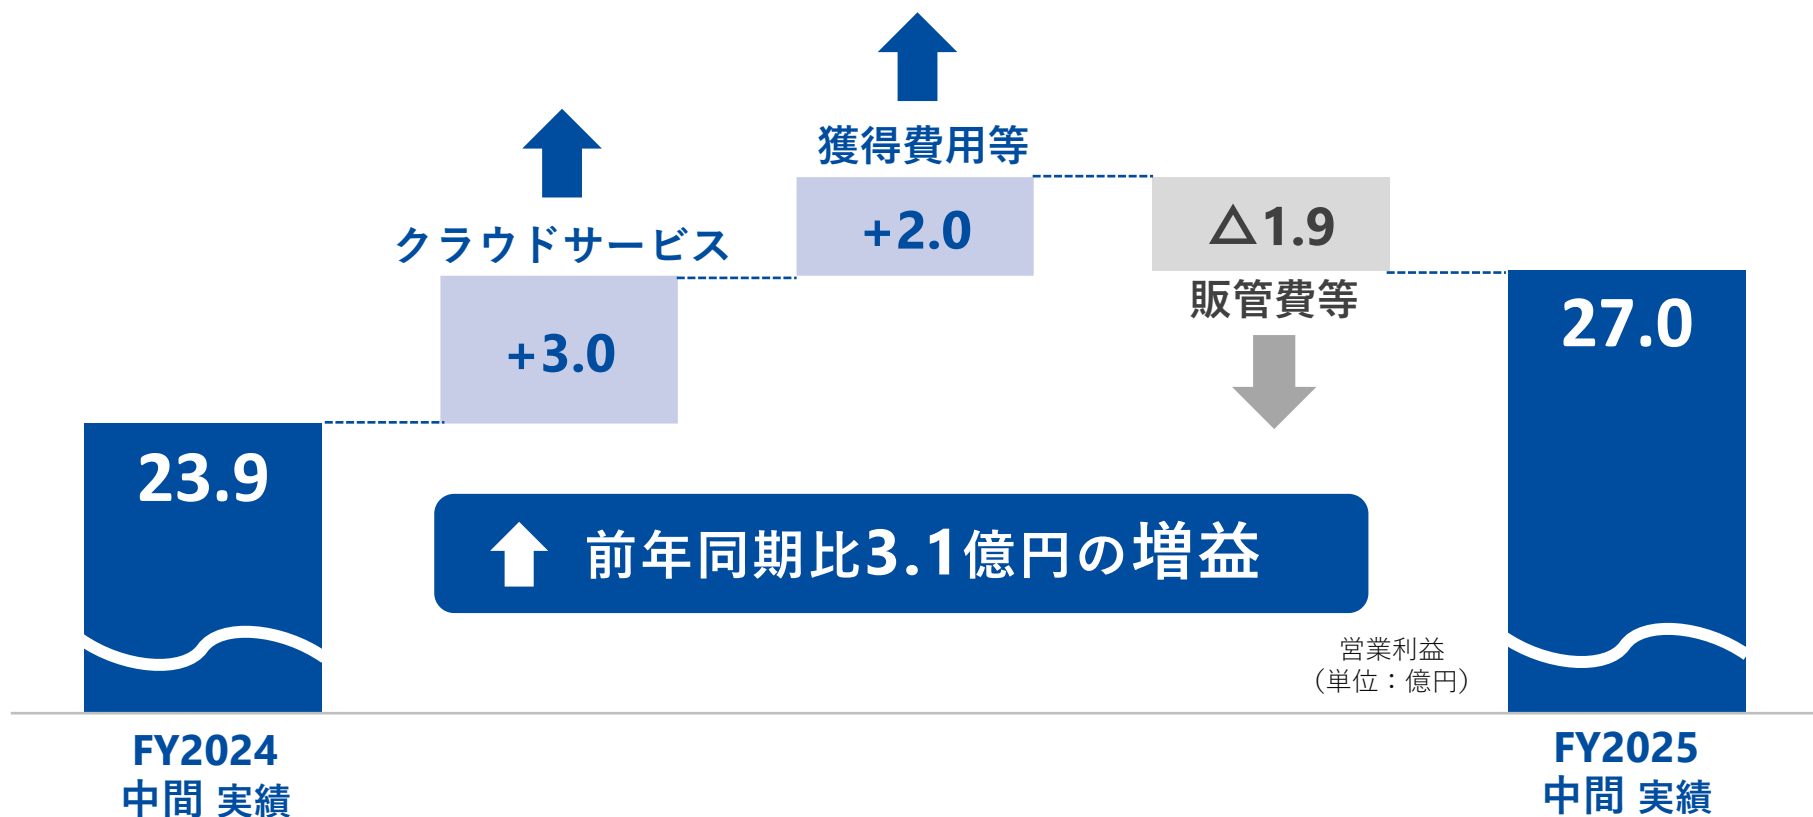 獲得費用等
+2.0
クラウドサービス
+3.0
△1.9
販管費等
23.9
27.0
前年同期比3.1億円の増益
営業利益
（単位：億円）
FY2024
中間 実績
FY2025
中間 実績